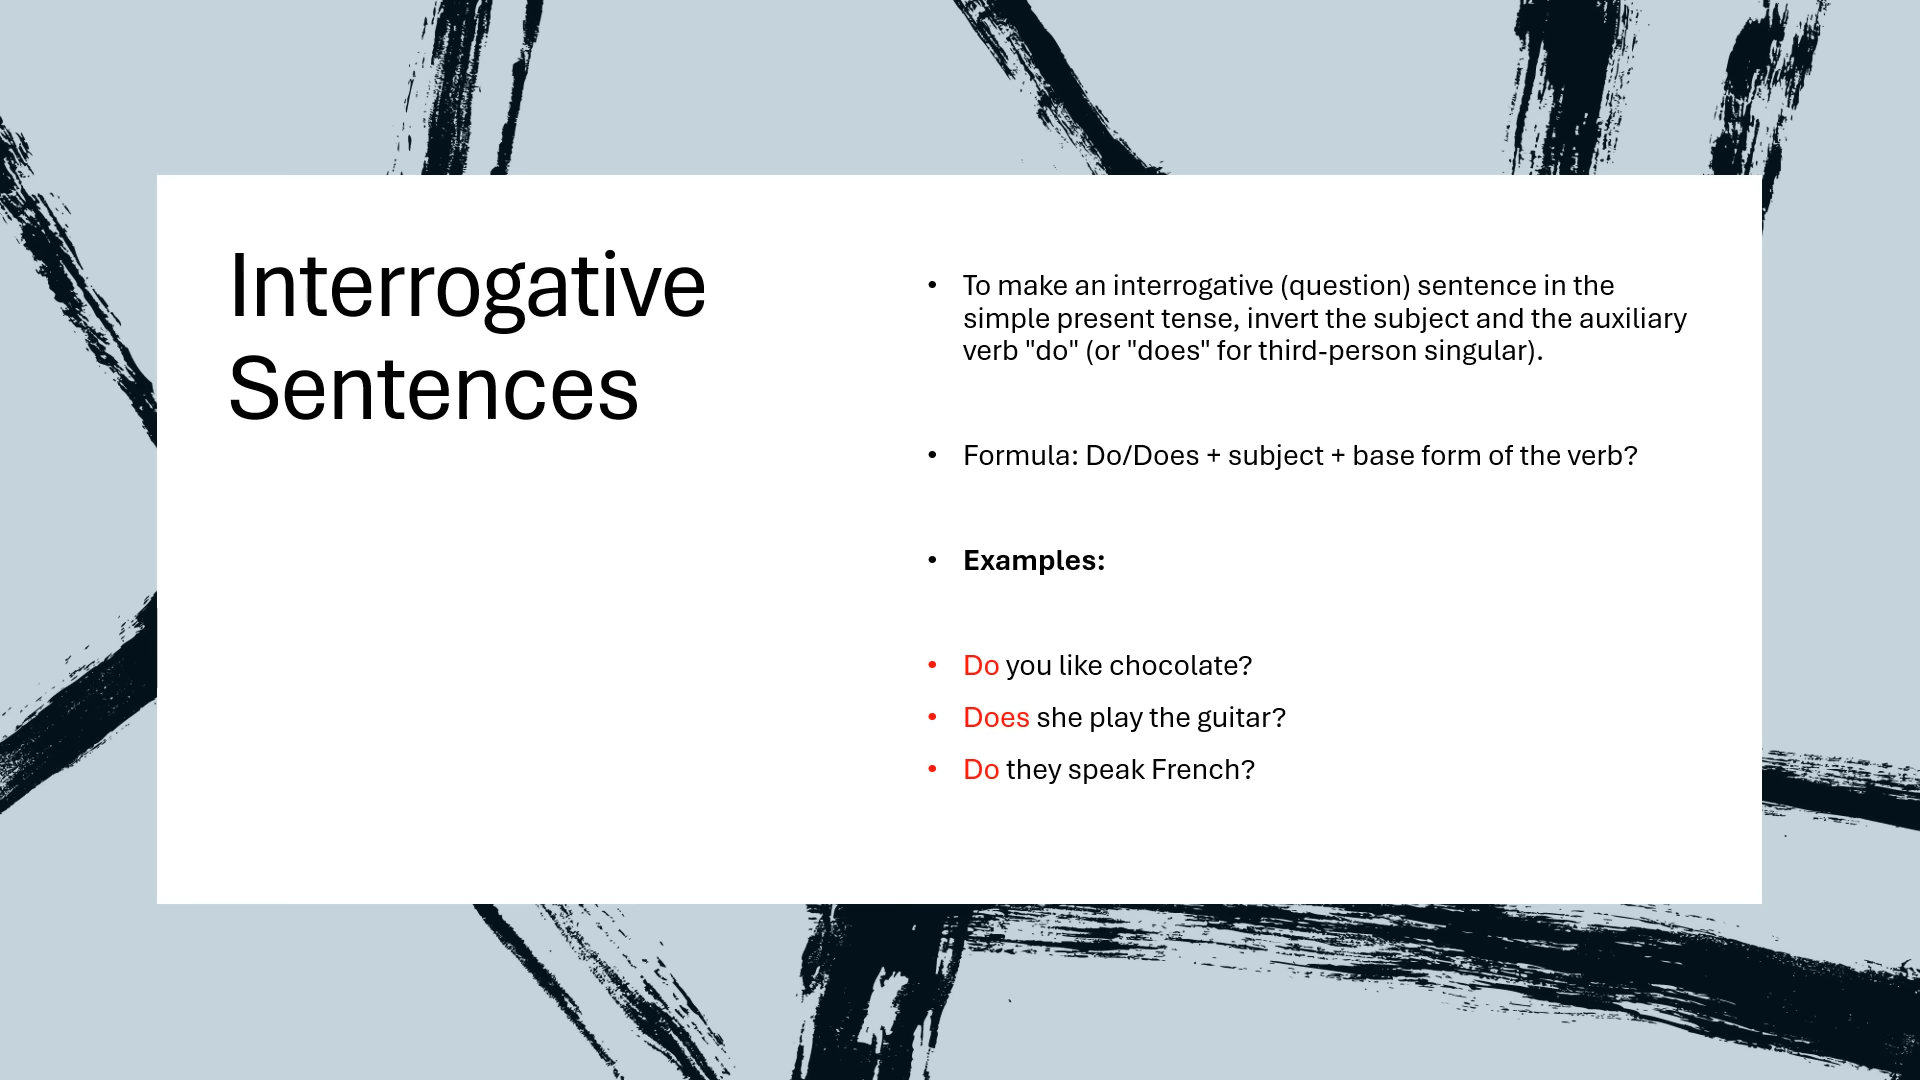 Interrogative
Sentences
• To make an interrogative (question) sentence in the
simple present tense, invert the subject and the auxiliary
verb "do" (or "does" for third-person singular).
• Formula: Do/Does + subject + base form of the verb?
• Examples:
• Do you like chocolate?
• Does she play the guitar?
• Do they speak French?